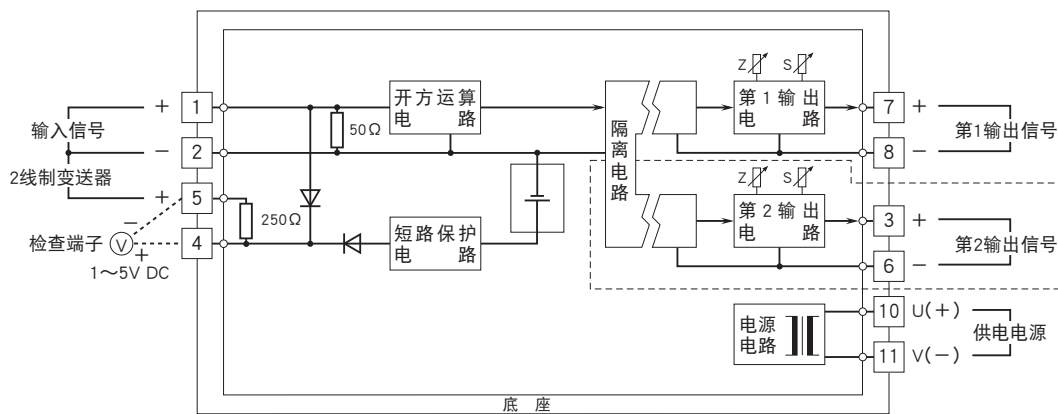 Z
S
+
1
开方运算
电 路
第1输出
电 路
7
+
输入信号
50Ω
隔离电路
第1输出信号
−
2
8
−
2线制变送器
+
5
Z
S
−
250Ω
第2输出
电 路
3
+
检查端子
V
4
短路保护
电 路
第2输出信号
+
1～5V DC
6
−
电源
电路
10
U(+)
供电电源
11
V(−)
底 座